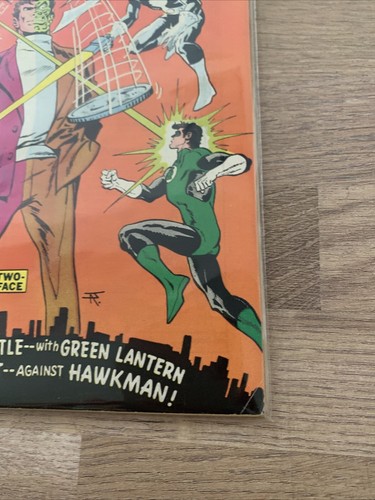 TWO-
FACE
TLE--with GREEN LANTERN
--AGAINST HAWKMAN!